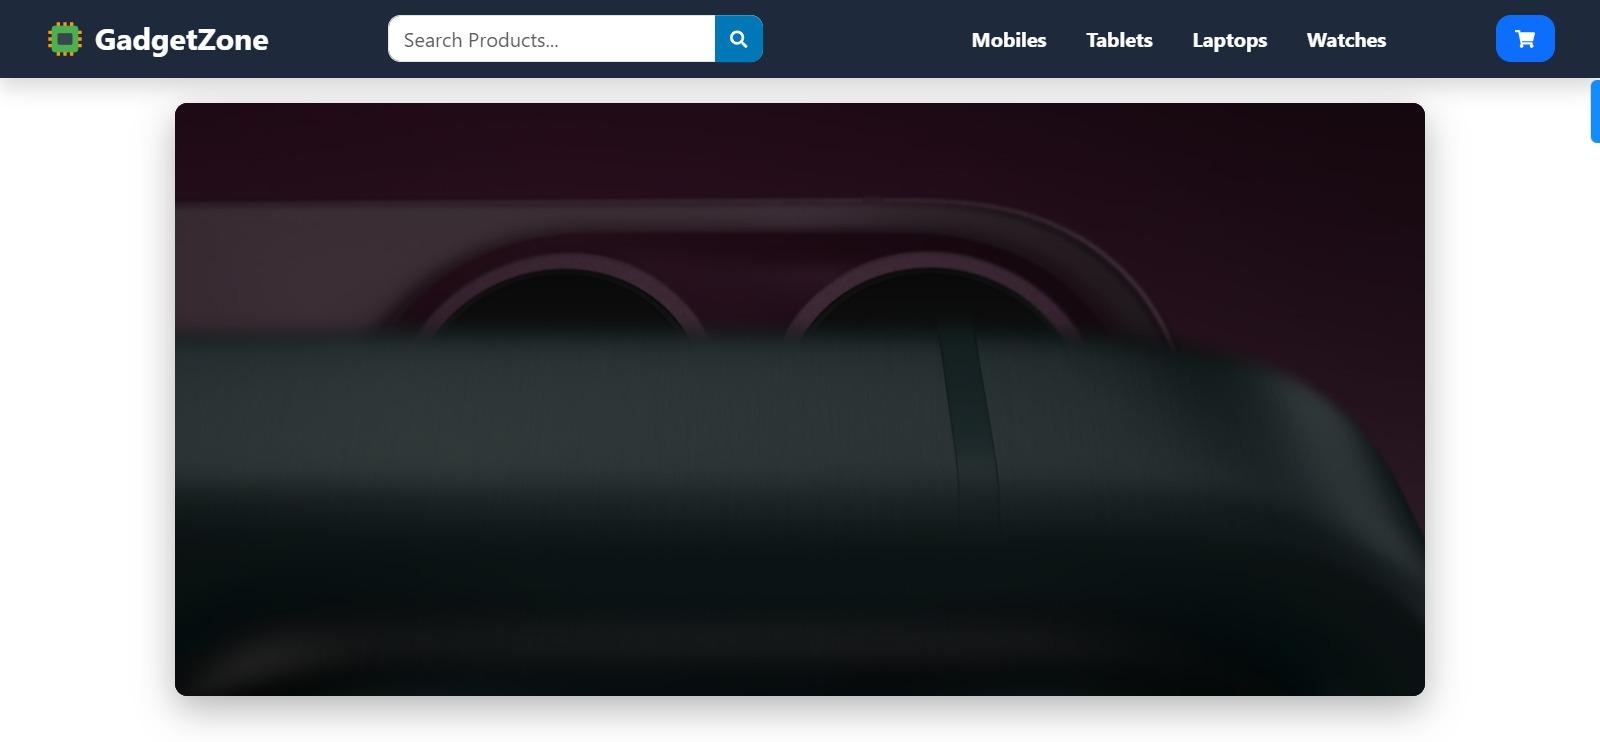 GadgetZone
Search Products...
Mobiles
Tablets
Laptops
Watches